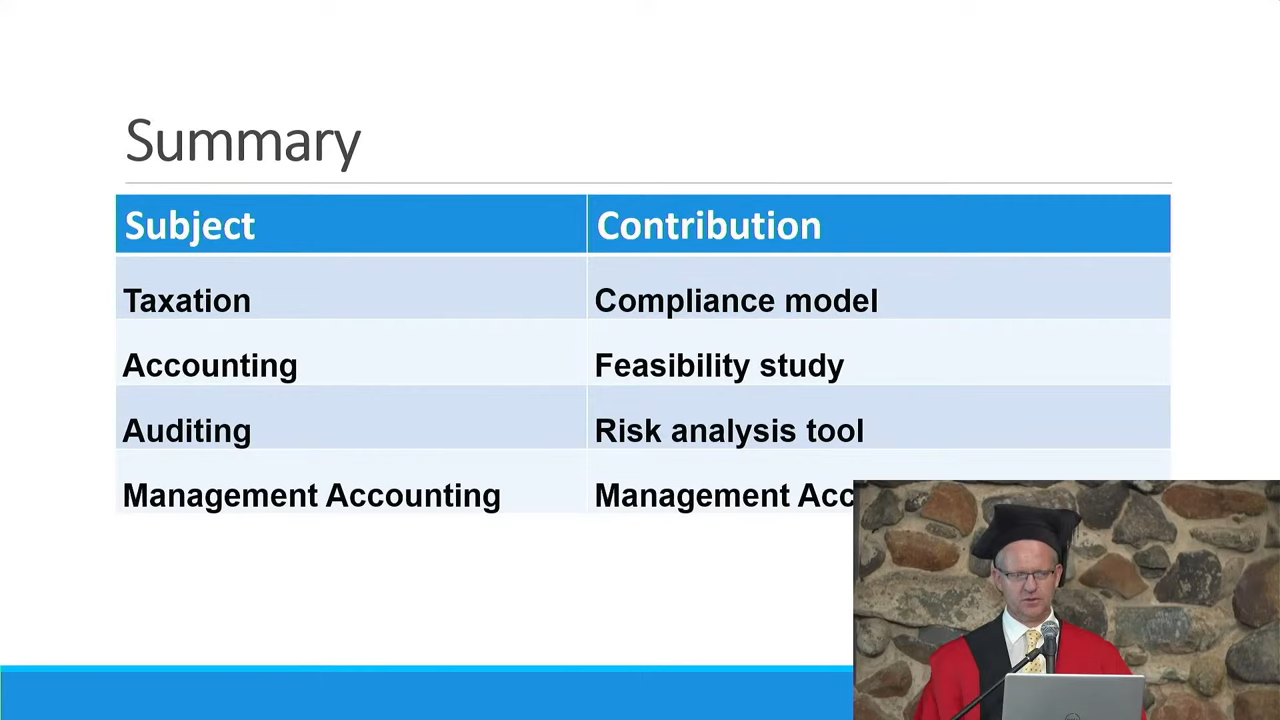 Summary
Subject Contribution
Taxation Compliance model
Accounting Feasibility study
Auditing Risk analysis tool
Management Accounting Management Acc